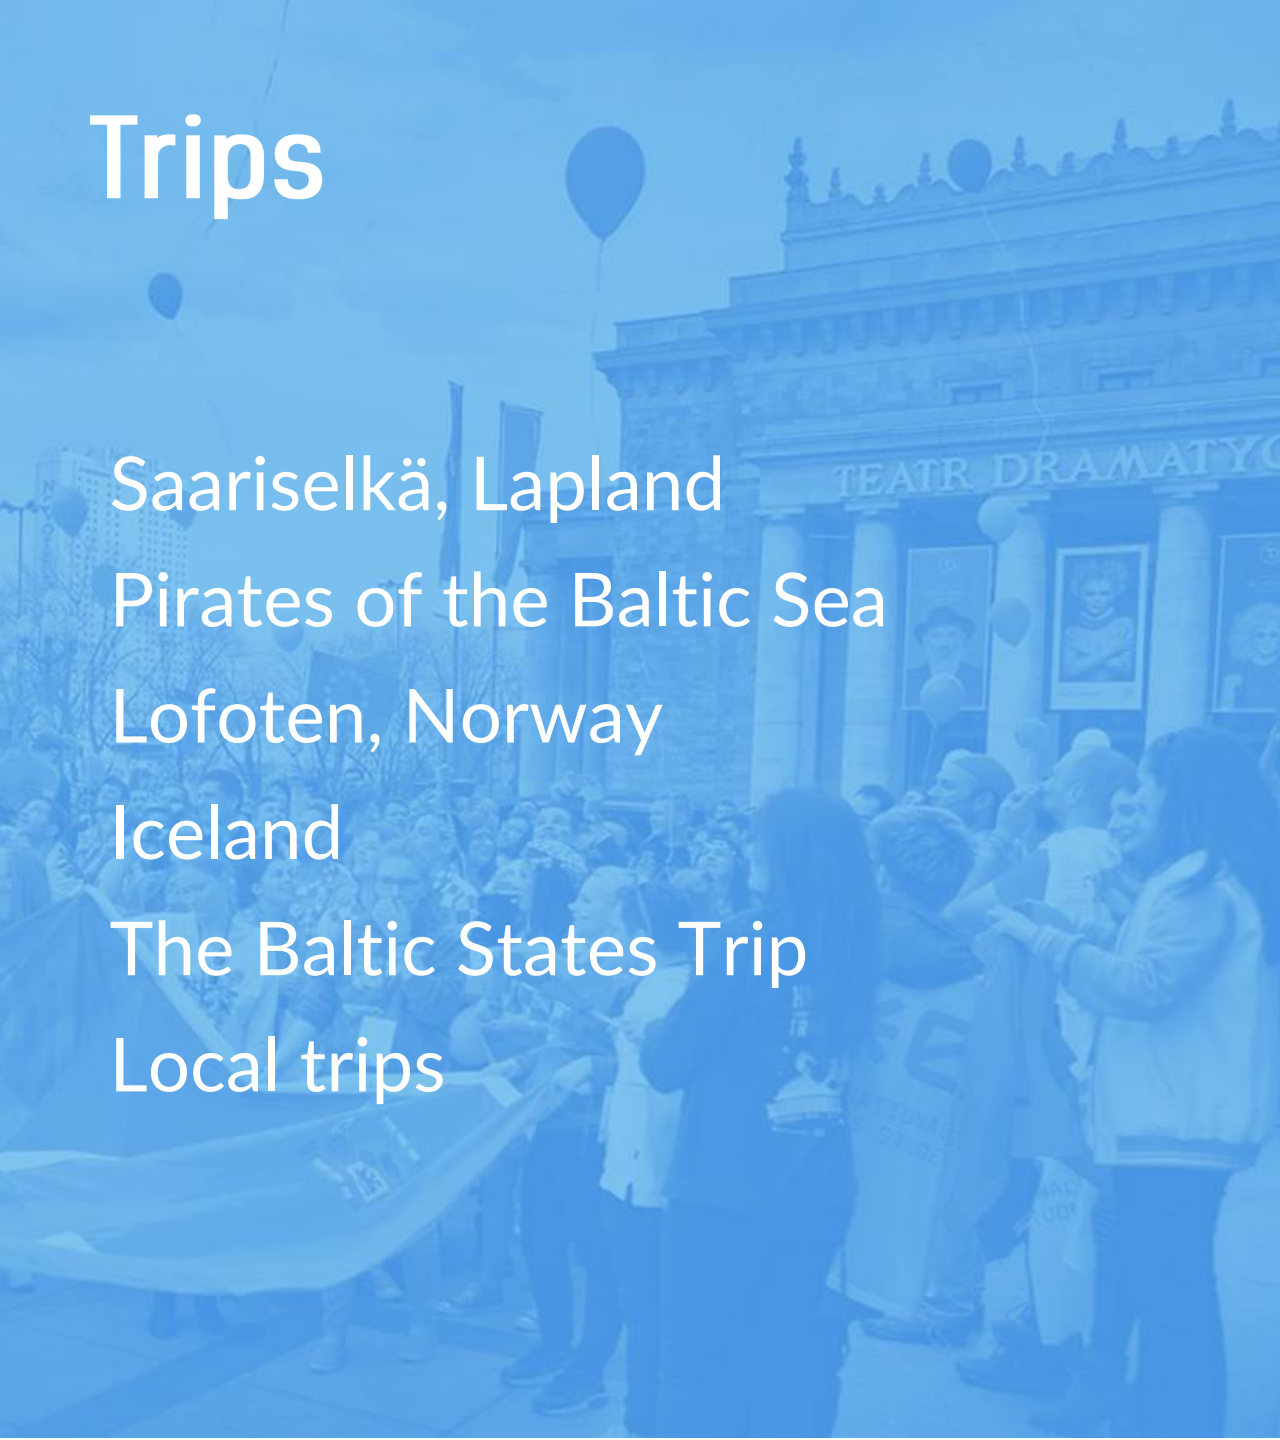 Trips
Saariselkä, Lapland
Pirates of the Baltic Sea
Lofoten, Norway
Iceland
The Baltic States Trip
Local trips
TEATR DRAMATYC